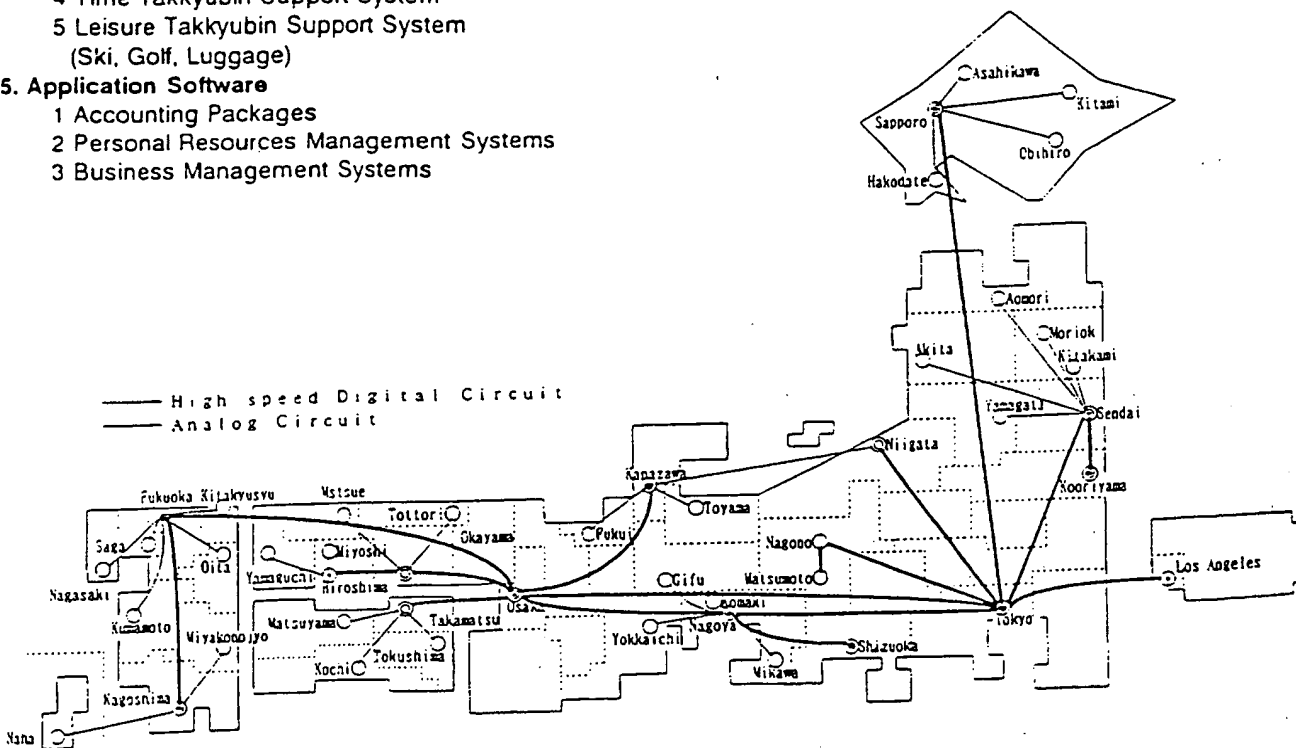 4 Time Takkyubin Support System
5 Leisure Takkyubin Support System
(Ski, Golf, Luggage)
5. Application Software
1 Accounting Packages
2 Personal Resources Management Systems
3 Business Management Systems
Asahikawa
Kitami
Sapporo
Obihiro
Hakodate
Aomori
Moriok
Akita
Kitakami
Yamagata
Sendai
High speed Digital Circuit
Analog Circuit
Niigata
Kooriyama
Kanazawa
Fukuoka Kitakyusyu
Mstsue
Tottori
Toyama
Okayama
Fukui
Saga
Oita
Miyoshi
Nagono
Los Angeles
Yamaguchi
Hiroshima
Gifu
Matsumoto
Nagasaki
Osaka
Komaki
Kumamoto
Matsuyama
Takamatsu
Nagoya
Tokyo
Miyakonojyo
Yokkaichi
Shizuoka
Kochi
Tokushima
Mikawa
Kagoshima
Naha